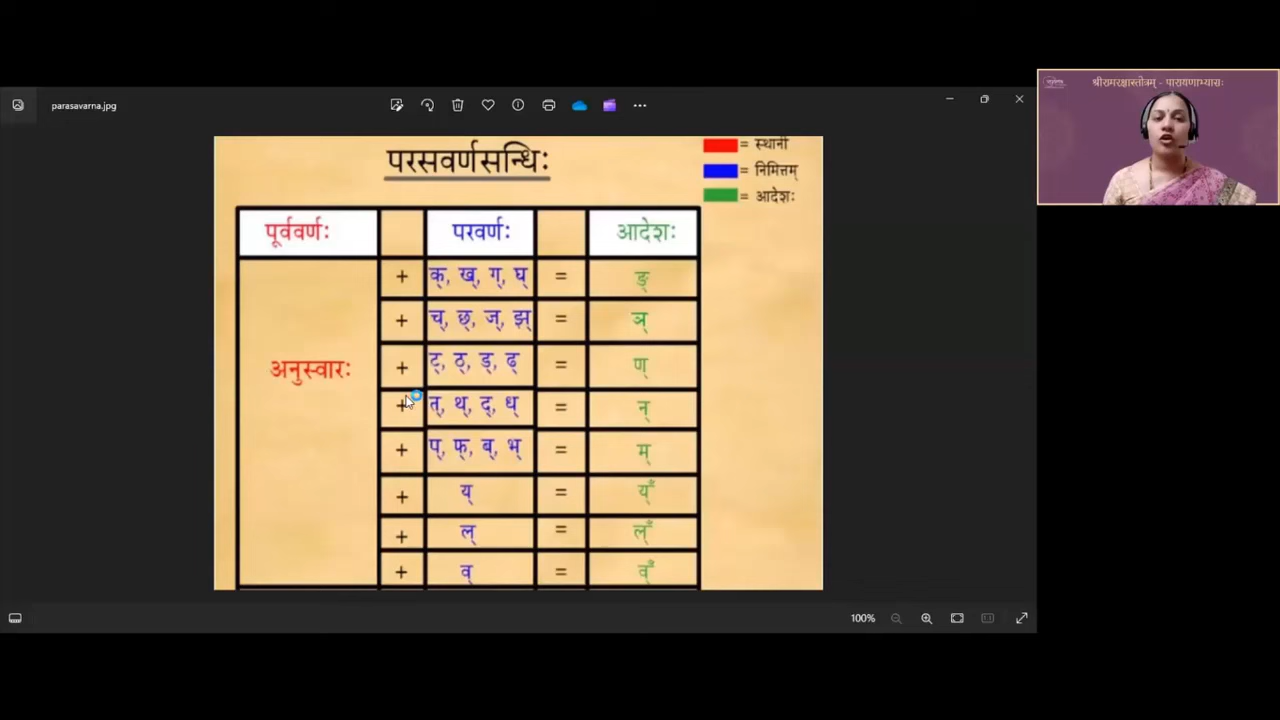 parasavarna.jpg
श्रीरामरक्षास्तोत्रम् - पारायणाभ्यासः
परसवर्णसन्धिः
= स्थानी
= निमित्तम्
= आदेशः
पूर्ववर्णः परवर्णः आदेशः
अनुस्वारः
+ क्, ख्, ग्, घ् = ङ्
+ च्, छ्, ज्, झ् = ञ्
+ ट्, ठ्, ड्, ढ् = ण्
+ त्, थ्, द्, ध् = न्
+ प्, फ्, ब्, भ् = म्
+ य् = य्ँ
+ ल् = ल्ँ
+ व् = व्ँ
100%